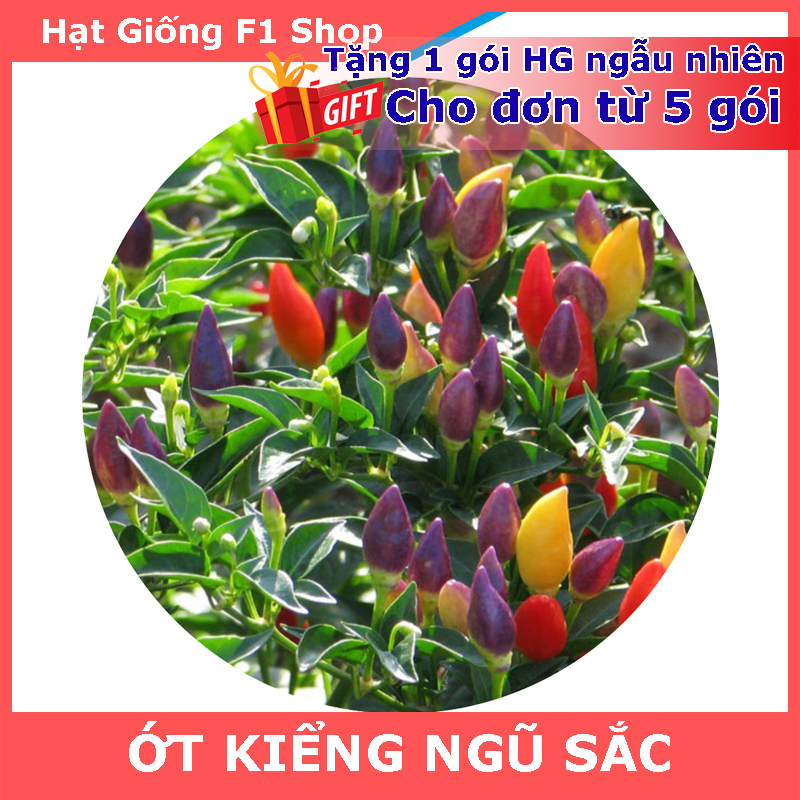 Hạt Giống F1 Shop
Tặng 1 gói HG ngẫu nhiên
GIFT
Cho đơn từ 5 gói
ỚT KIỂNG NGŨ SẮC